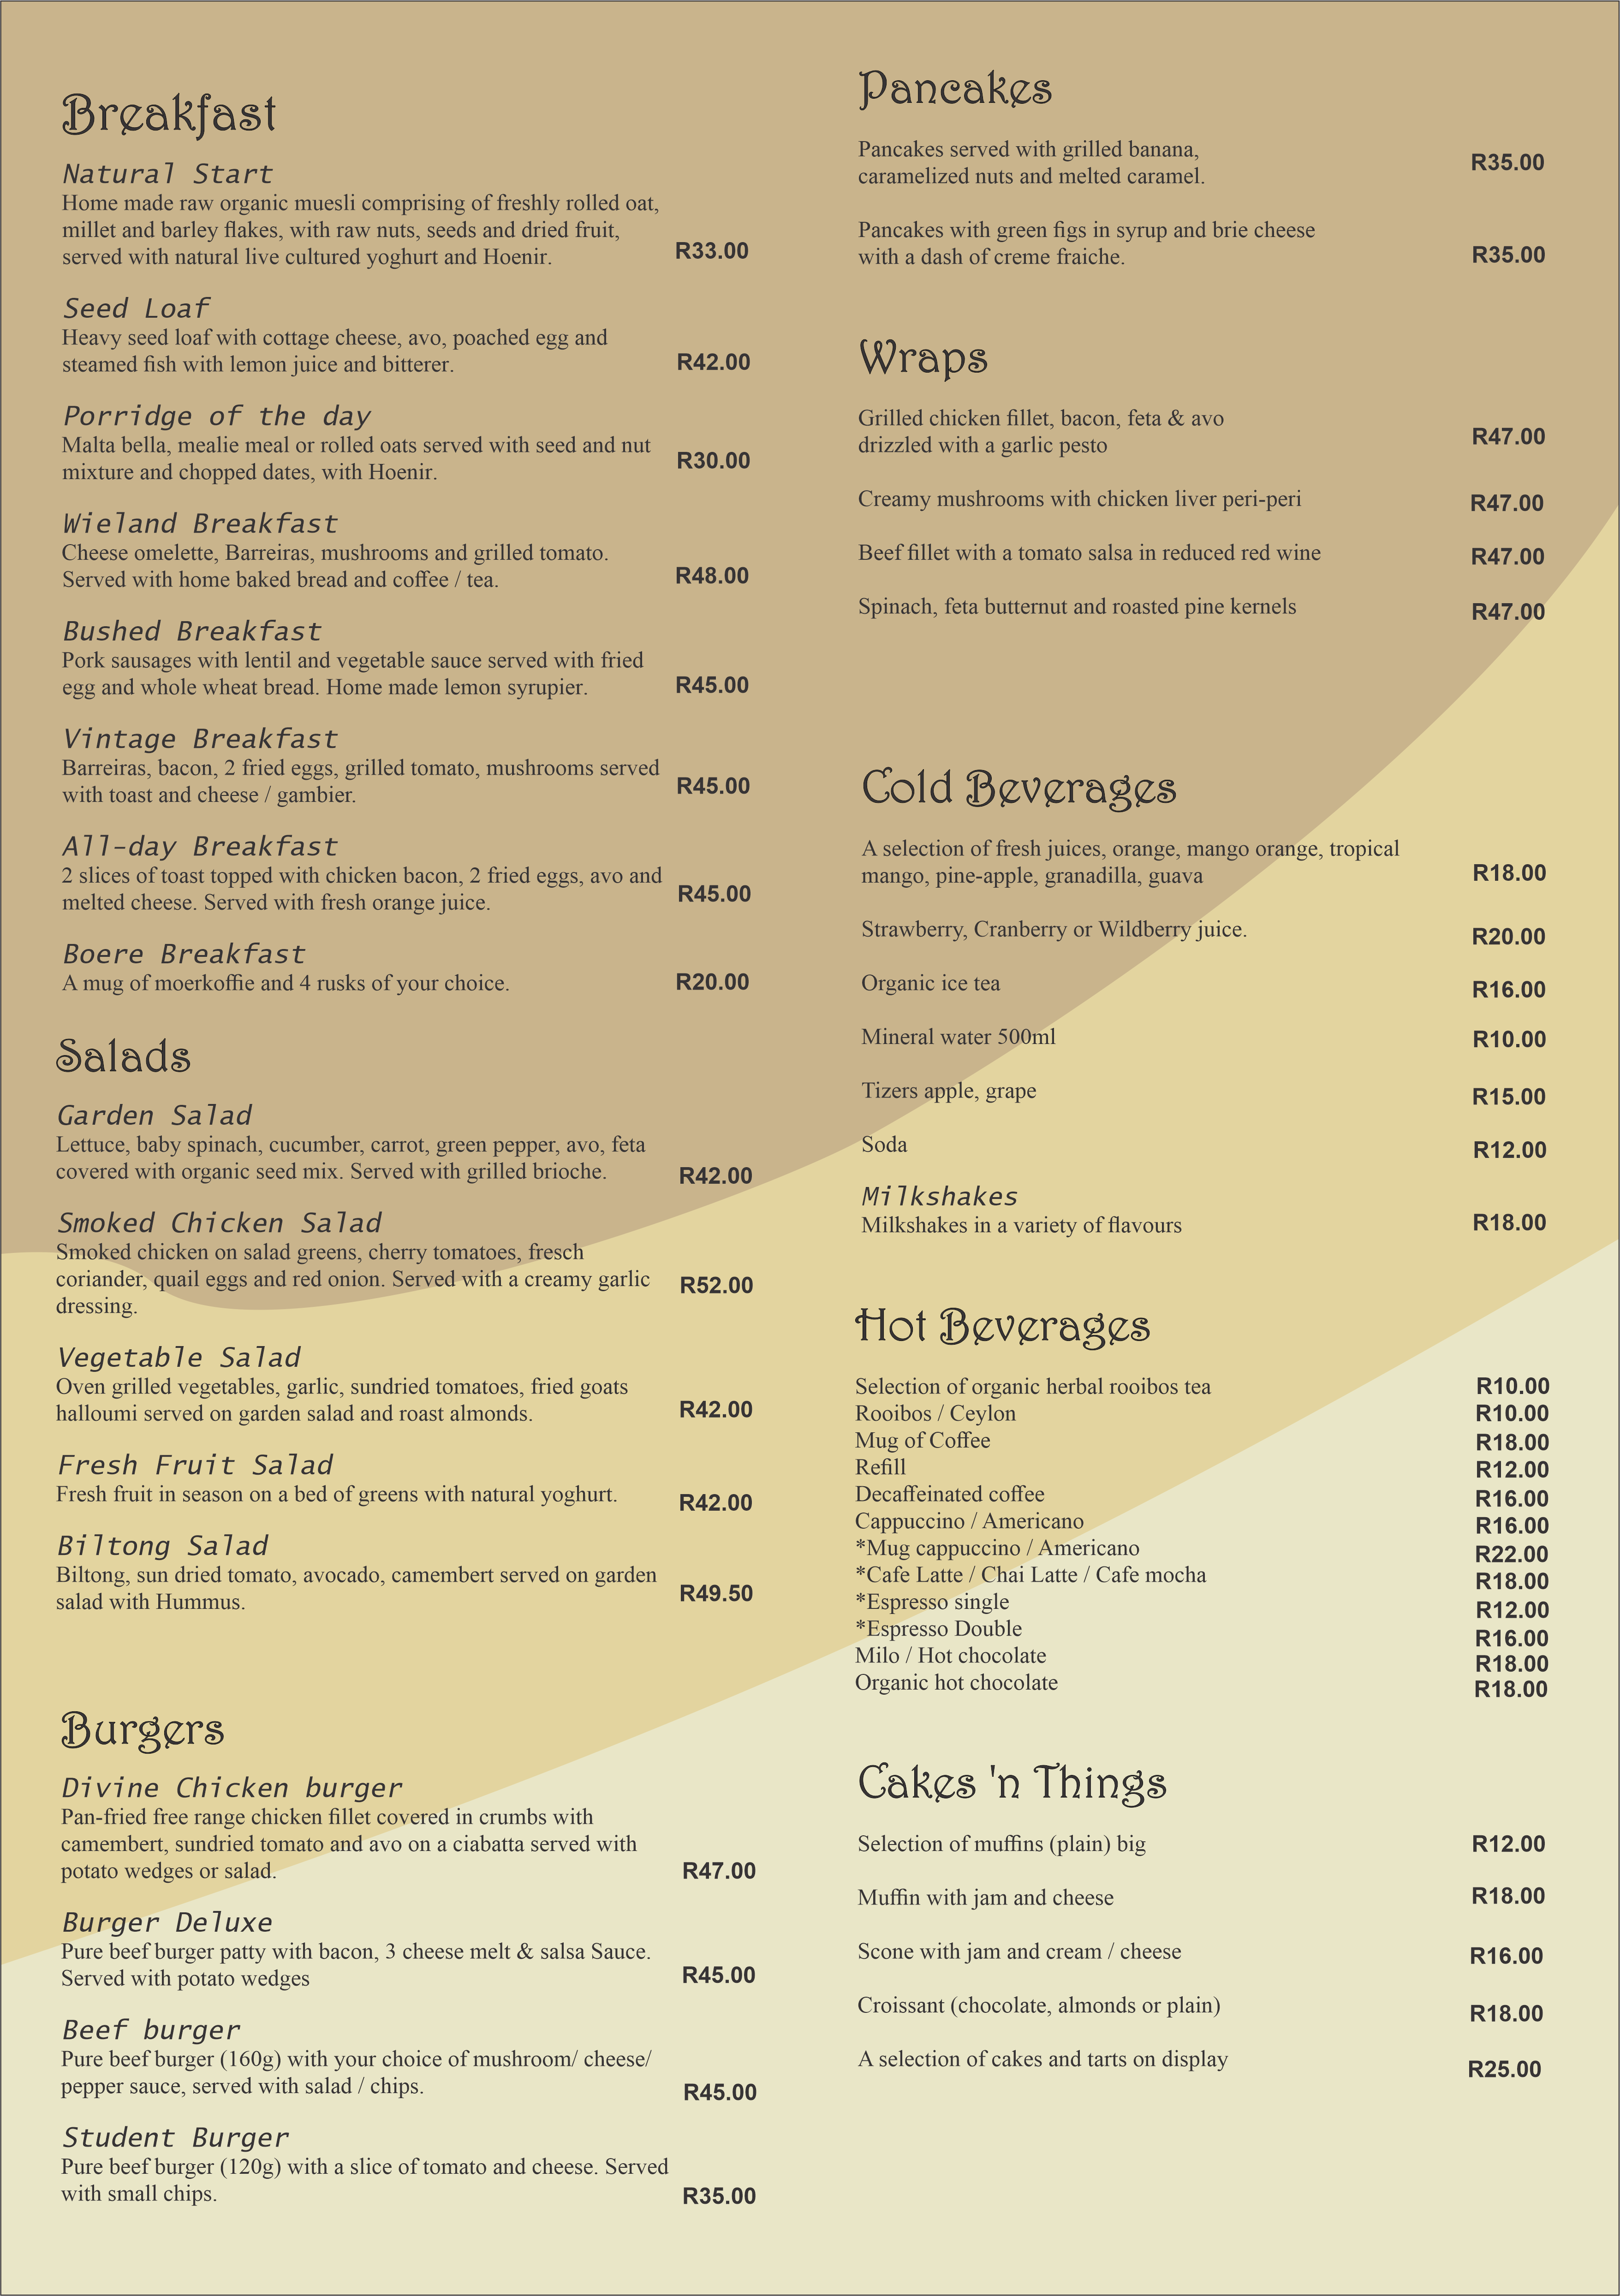 Breakfast
Natural Start
Home made raw organic muesli comprising of freshly rolled oat,
millet and barley flakes, with raw nuts, seeds and dried fruit,
served with natural live cultured yoghurt and Hoenir.
R33.00
Seed Loaf
Heavy seed loaf with cottage cheese, avo, poached egg and
steamed fish with lemon juice and bitterer.
R42.00
Porridge of the day
Malta bella, mealie meal or rolled oats served with seed and nut
mixture and chopped dates, with Hoenir.
R30.00
Wieland Breakfast
Cheese omelette, Barreiras, mushrooms and grilled tomato.
Served with home baked bread and coffee / tea.
R48.00
Bushed Breakfast
Pork sausages with lentil and vegetable sauce served with fried
egg and whole wheat bread. Home made lemon syrupier.
R45.00
Vintage Breakfast
Barreiras, bacon, 2 fried eggs, grilled tomato, mushrooms served
with toast and cheese / gambier.
R45.00
All-day Breakfast
2 slices of toast topped with chicken bacon, 2 fried eggs, avo and
melted cheese. Served with fresh orange juice.
R45.00
Boere Breakfast
A mug of moerkoffie and 4 rusks of your choice.
R20.00
Salads
Garden Salad
Lettuce, baby spinach, cucumber, carrot, green pepper, avo, feta
covered with organic seed mix. Served with grilled brioche.
R42.00
Smoked Chicken Salad
Smoked chicken on salad greens, cherry tomatoes, fresch
coriander, quail eggs and red onion. Served with a creamy garlic
dressing.
R52.00
Vegetable Salad
Oven grilled vegetables, garlic, sundried tomatoes, fried goats
halloumi served on garden salad and roast almonds.
R42.00
Fresh Fruit Salad
Fresh fruit in season on a bed of greens with natural yoghurt.
R42.00
Biltong Salad
Biltong, sun dried tomato, avocado, camembert served on garden
salad with Hummus.
R49.50
Burgers
Divine Chicken burger
Pan-fried free range chicken fillet covered in crumbs with
camembert, sundried tomato and avo on a ciabatta served with
potato wedges or salad.
R47.00
Burger Deluxe
Pure beef burger patty with bacon, 3 cheese melt & salsa Sauce.
Served with potato wedges
R45.00
Beef burger
Pure beef burger (160g) with your choice of mushroom/ cheese/
pepper sauce, served with salad / chips.
R45.00
Student Burger
Pure beef burger (120g) with a slice of tomato and cheese. Served
with small chips.
R35.00
Pancakes
Pancakes served with grilled banana,
caramelized nuts and melted caramel.
R35.00
Pancakes with green figs in syrup and brie cheese
with a dash of creme fraiche.
R35.00
Wraps
Grilled chicken fillet, bacon, feta & avo
drizzled with a garlic pesto
R47.00
Creamy mushrooms with chicken liver peri-peri R47.00
Beef fillet with a tomato salsa in reduced red wine R47.00
Spinach, feta butternut and roasted pine kernels R47.00
Cold Beverages
A selection of fresh juices, orange, mango orange, tropical
mango, pine-apple, granadilla, guava
R18.00
Strawberry, Cranberry or Wildberry juice. R20.00
Organic ice tea R16.00
Mineral water 500ml R10.00
Tizers apple, grape R15.00
Soda R12.00
Milkshakes
Milkshakes in a variety of flavours R18.00
Hot Beverages
Selection of organic herbal rooibos tea R10.00
Rooibos / Ceylon R10.00
Mug of Coffee R18.00
Refill R12.00
Decaffeinated coffee R16.00
Cappuccino / Americano R16.00
*Mug cappuccino / Americano R22.00
*Cafe Latte / Chai Latte / Cafe mocha R18.00
*Espresso single R12.00
*Espresso Double R16.00
Milo / Hot chocolate R18.00
Organic hot chocolate R18.00
Cakes 'n Things
Selection of muffins (plain) big R12.00
Muffin with jam and cheese R18.00
Scone with jam and cream / cheese R16.00
Croissant (chocolate, almonds or plain) R18.00
A selection of cakes and tarts on display R25.00